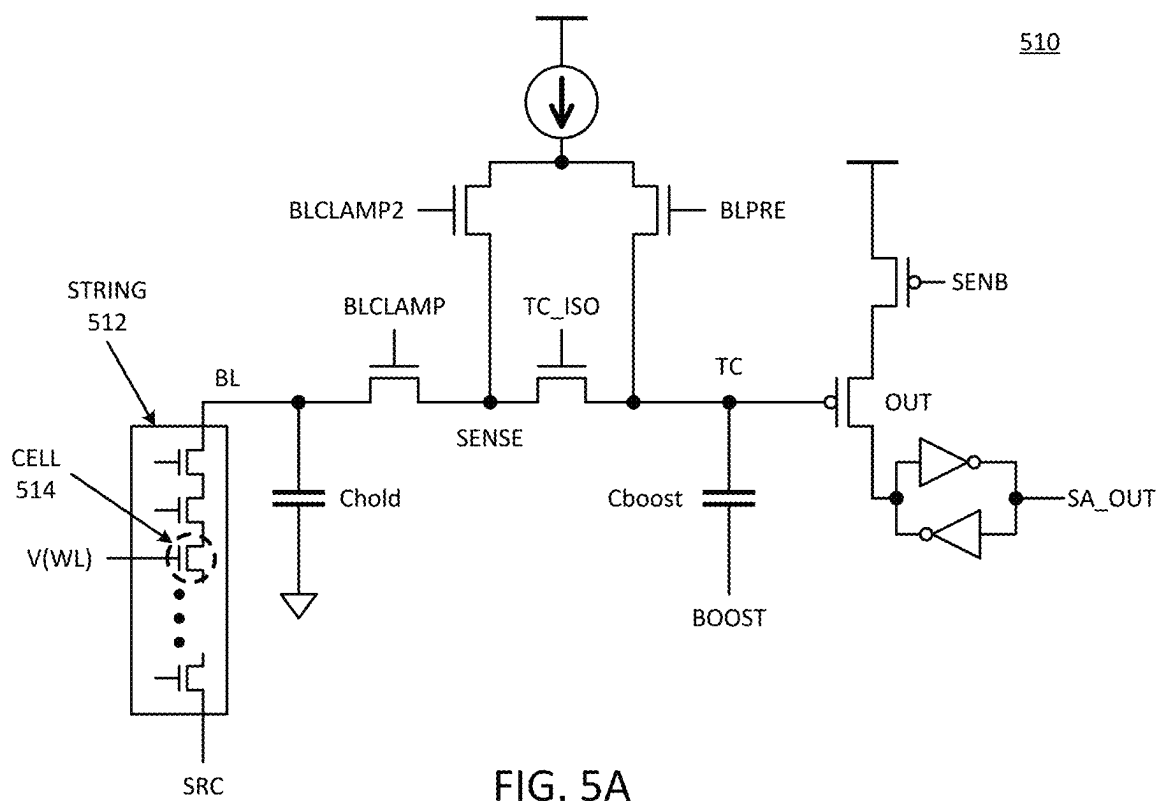 510
BLCLAMP2
BLPRE
SENB
STRING
512
BLCLAMP
TC_ISO
BL
TC
OUT
SENSE
CELL
514
Chold
Cboost
SA_OUT
V(WL)
BOOST
SRC
FIG. 5A